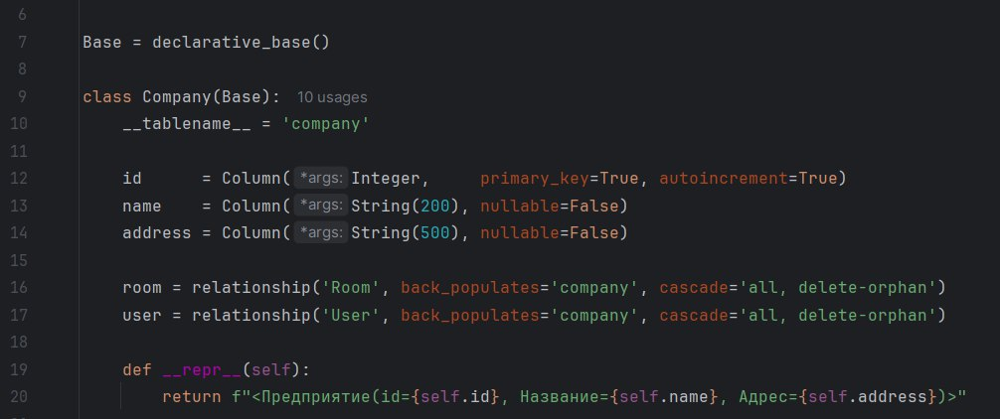 6
7 Base = declarative_base()
8
9 class Company(Base): 10 usages
10 __tablename__ = 'company'
11
12 id = Column( *args: Integer, primary_key=True, autoincrement=True)
13 name = Column( *args: String(200), nullable=False)
14 address = Column( *args: String(500), nullable=False)
15
16 room = relationship('Room', back_populates='company', cascade='all, delete-orphan')
17 user = relationship('User', back_populates='company', cascade='all, delete-orphan')
18
19 def __repr__(self):
20 return f"<Предприятие(id={self.id}, Название={self.name}, Адрес={self.address})>"